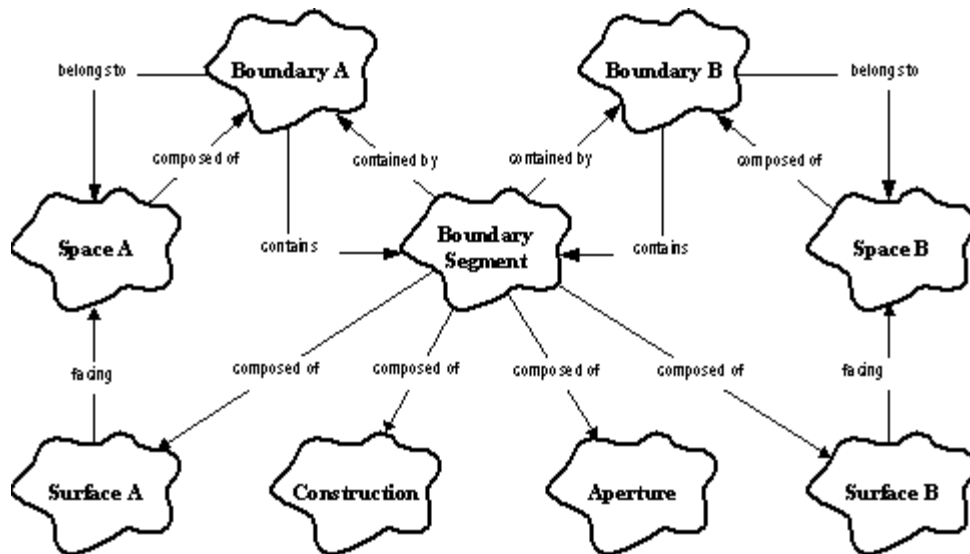 Boundary A
Boundary B
belongs to
belongs to
composed of
contained by
contained by
composed of
Space A
contains
Boundary
Segment
contains
Space B
facing
composed of
composed of
composed of
composed of
facing
Surface A
Construction
Aperture
Surface B